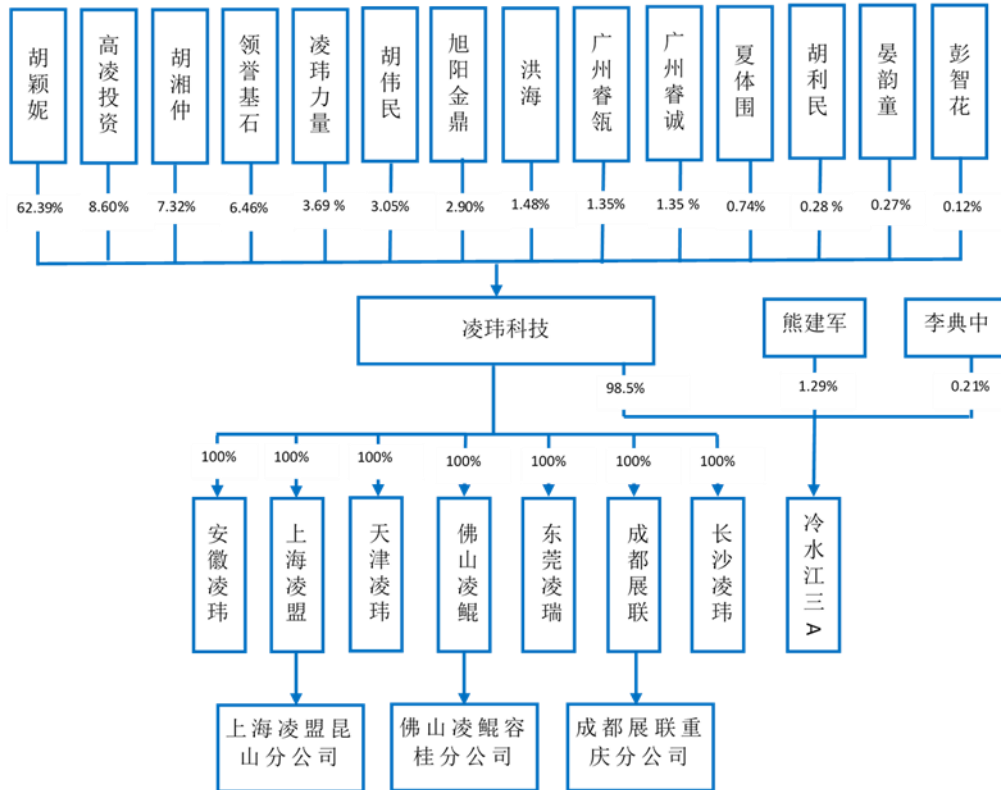 胡颖妮
高凌投资
胡湘仲
领誉基石
凌玮力量
胡伟民
旭阳金鼎
洪海
广州睿瓴
广州睿诚
夏体围
胡利民
晏韵童
彭智花
62.39%
8.60%
7.32%
6.46%
3.69 %
3.05%
2.90%
1.48%
1.35%
1.35 %
0.74%
0.28 %
0.27%
0.12%
凌玮科技
熊建军
李典中
98.5%
1.29%
0.21%
100%
100%
100%
100%
100%
100%
100%
安徽凌玮
上海凌盟
天津凌玮
佛山凌鲲
东莞凌瑞
成都展联
长沙凌玮
冷水江三A
上海凌盟昆
山分公司
佛山凌鲲容
桂分公司
成都展联重
庆分公司